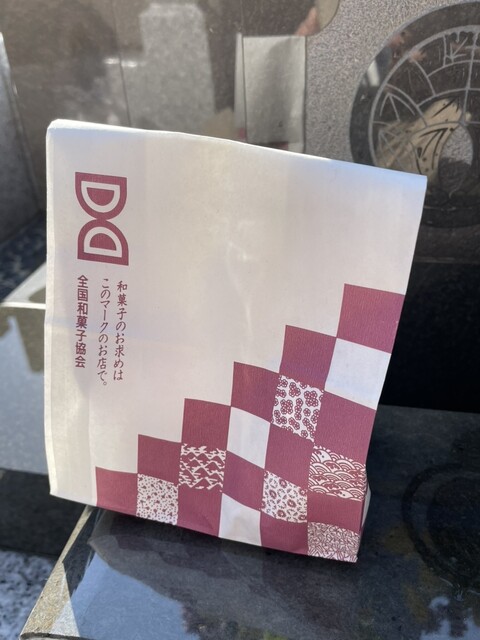 和菓子のお求めは
このマークのお店で。
全国和菓子協会